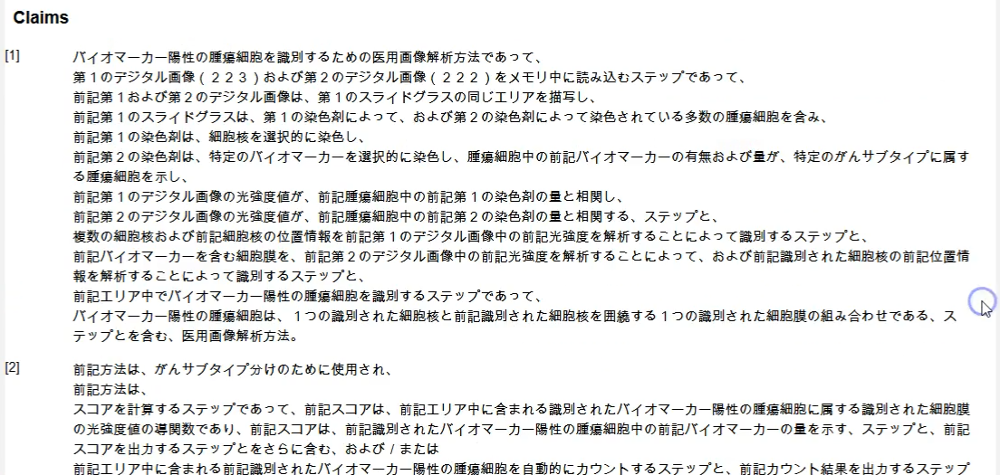 Claims
[1] バイオマーカー陽性の腫瘍細胞を識別するための医用画像解析方法であって、
第１のデジタル画像（２２３）および第２のデジタル画像（２２２）をメモリ中に読み込むステップであって、
前記第１および第２のデジタル画像は、第１のスライドグラスの同じエリアを描写し、
前記第１のスライドグラスは、第１の染色剤によって、および第２の染色剤によって染色されている多数の腫瘍細胞を含み、
前記第１の染色剤は、細胞核を選択的に染色し、
前記第２の染色剤は、特定のバイオマーカーを選択的に染色し、腫瘍細胞中の前記バイオマーカーの有無および量が、特定のがんサブタイプに属す
る腫瘍細胞を示し、
前記第１のデジタル画像の光強度値が、前記腫瘍細胞中の前記第１の染色剤の量と相関し、
前記第２のデジタル画像の光強度値が、前記腫瘍細胞中の前記第２の染色剤の量と相関する、ステップと、
複数の細胞核および前記細胞核の位置情報を前記第１のデジタル画像中の前記光強度を解析することによって識別するステップと、
前記バイオマーカーを含む細胞膜を、前記第２のデジタル画像中の前記光強度を解析することによって、および前記識別された細胞核の前記位置情
報を解析することによって識別するステップと、
前記エリア中でバイオマーカー陽性の腫瘍細胞を識別するステップであって、
バイオマーカー陽性の腫瘍細胞は、１つの識別された細胞核と前記識別された細胞核を囲繞する１つの識別された細胞膜の組み合わせである、ス
テップとを含む、医用画像解析方法。
[2] 前記方法は、がんサブタイプ分けのために使用され、
前記方法は、
スコアを計算するステップであって、前記スコアは、前記エリア中に含まれる識別されたバイオマーカー陽性の腫瘍細胞に属する識別された細胞膜
の光強度値の導関数であり、前記スコアは、前記識別されたバイオマーカー陽性の腫瘍細胞中の前記バイオマーカーの量を示す、ステップと、前記
スコアを出力するステップとをさらに含む、および／または
前記エリア中に含まれる前記識別されたバイオマーカー陽性の腫瘍細胞を自動的にカウントするステップと、前記カウント結果を出力するステップ